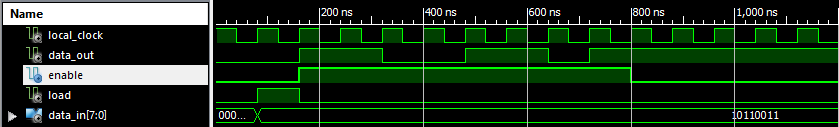 Name
200 ns 400 ns 600 ns 800 ns 1,000 ns
local_clock
data_out
enable
load
data_in[7:0] 000... 10110011